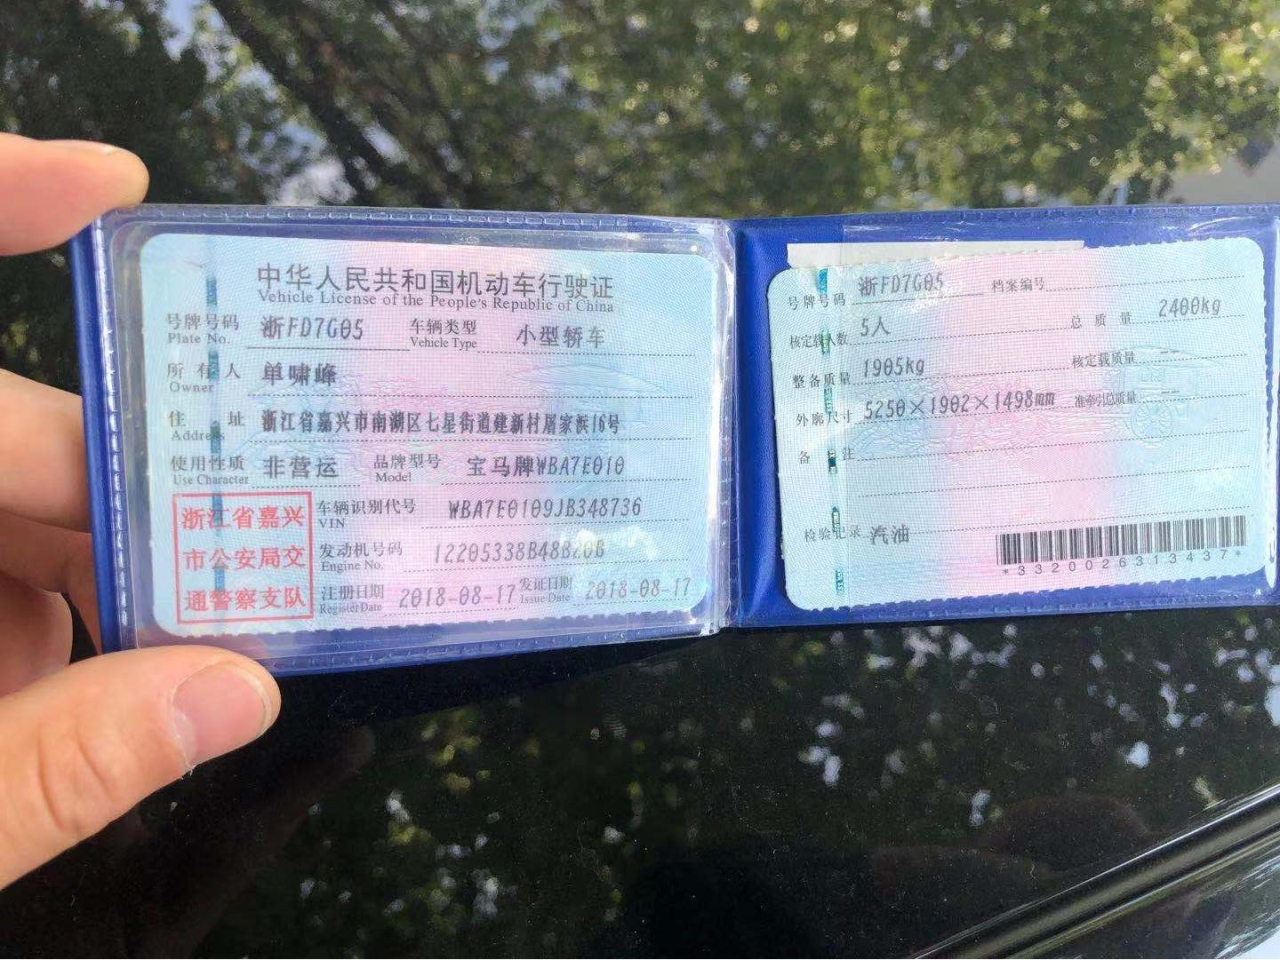 中华人民共和国机动车行驶证
Vehicle License of the People's Republic of China
号牌号码 浙FD7G05 车辆类型 小型轿车
Plate No. Vehicle Type
所有人 单啸峰
Owner
住址 浙江省嘉兴市南湖区七星街道建新村屠家浜16号
Address
使用性质 非营运 品牌型号 宝马牌WBA7E010
Use Character Model
浙江省嘉兴
市公安局交
通警察支队
车辆识别代号 WBA7E0109JB348736
VIN
发动机号码 12205338B48B20B
Engine No.
注册日期 2018-08-17 发证日期 2018-08-17
Register Date Issue Date
号牌号码 浙FD7G05 档案编号
核定载人数 5人 总质量 2400kg
整备质量 1905kg 核定载质量 --
外廓尺寸 5250×1902×1498mm 准牵引总质量 --
备注
检验记录 汽油
*3320026313437*